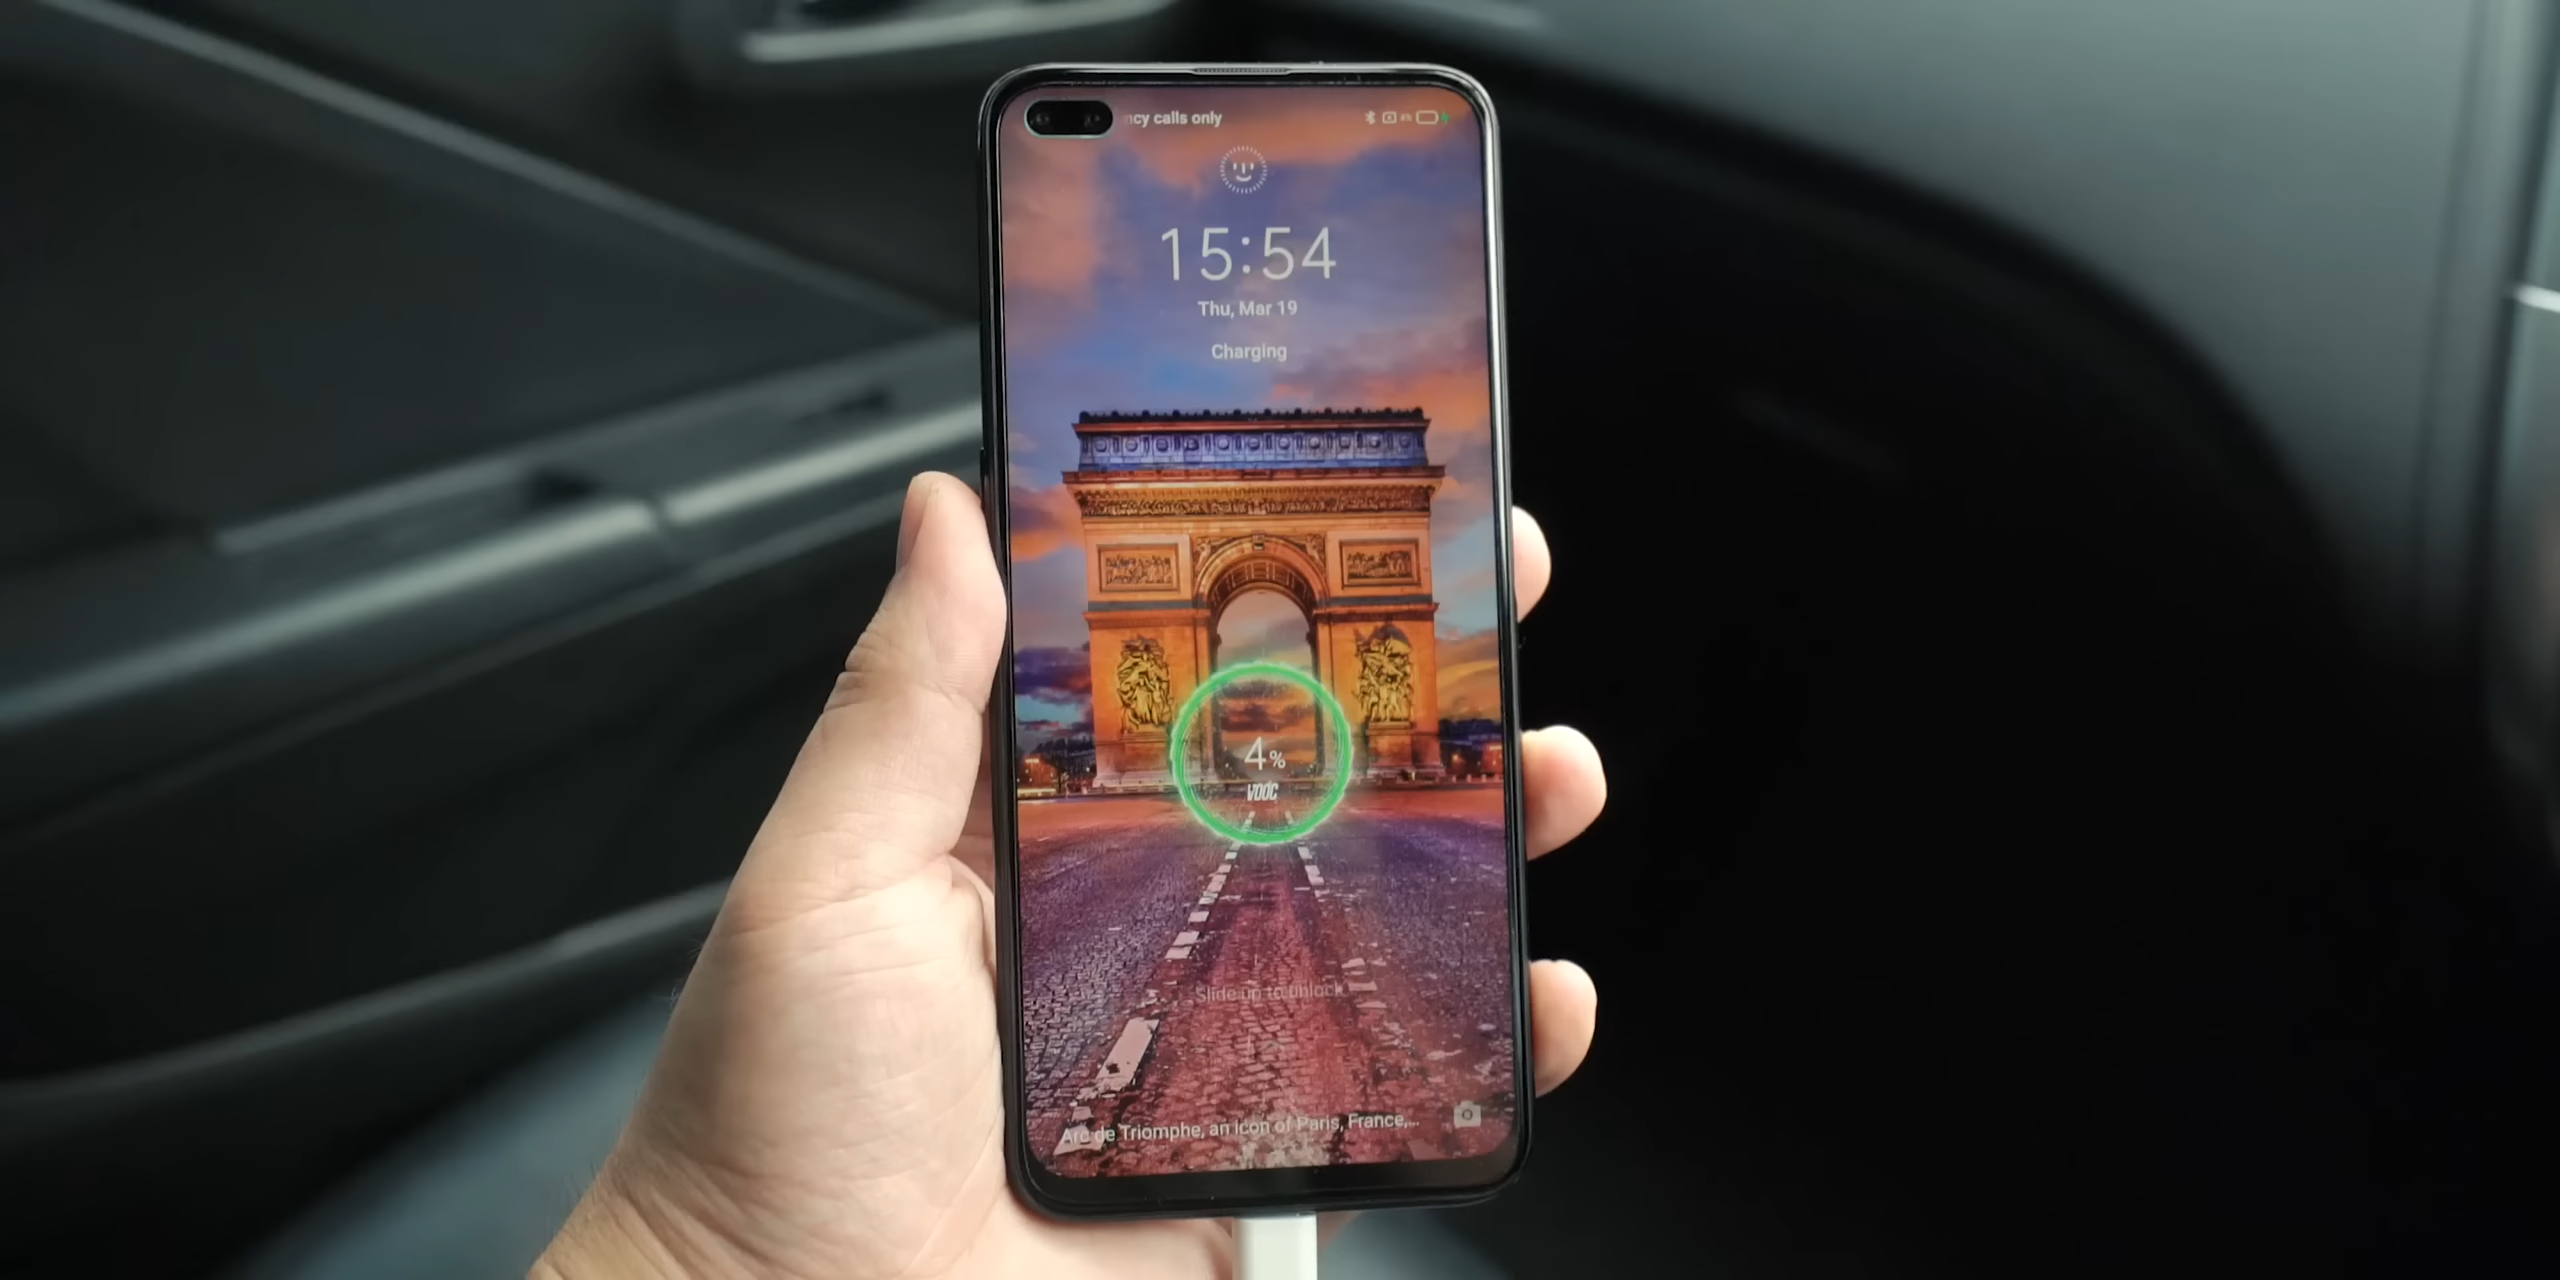 ncy calls only
15:54
Thu, Mar 19
Charging
4%
VOOC
Slide up to unlock
Arc de Triomphe, an icon of Paris, France,...